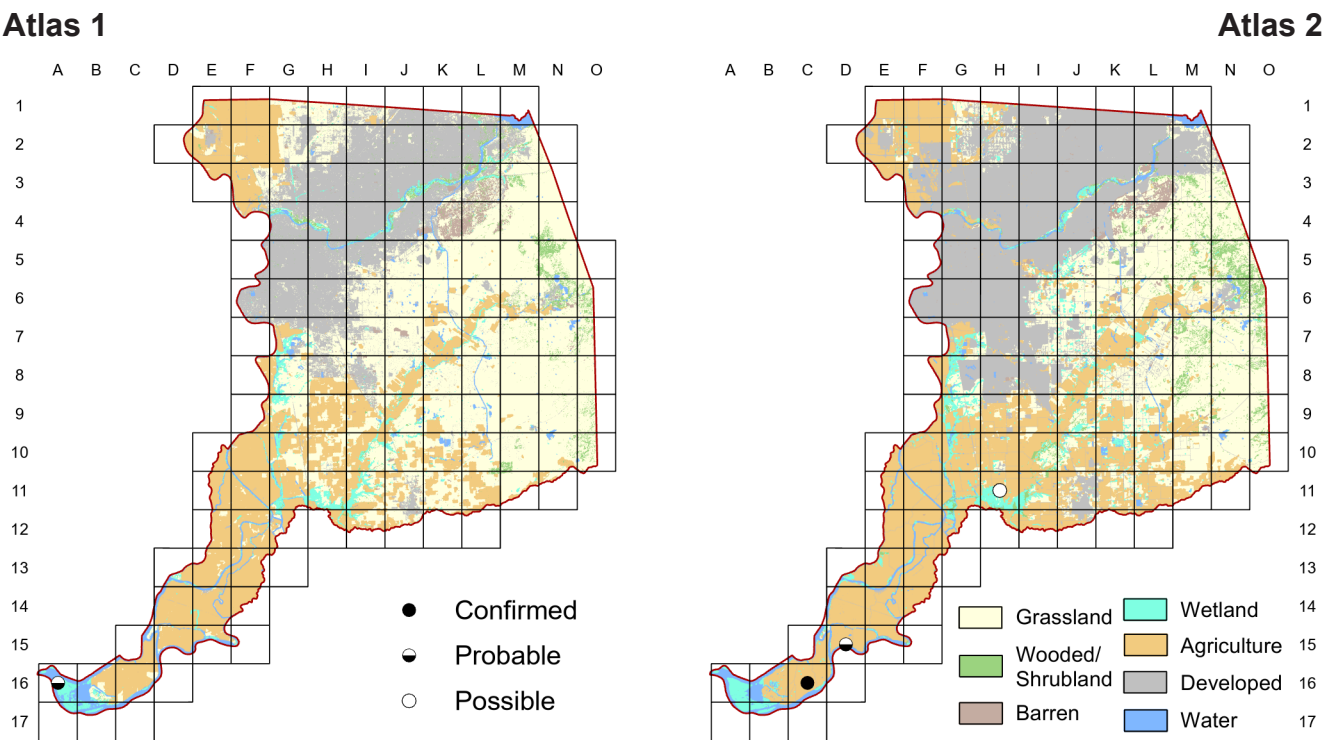 Atlas 1 Atlas 2
A B C D E F G H I J K L M N O A B C D E F G H I J K L M N O
1 1
2 2
3 3
4 4
5 5
6 6
7 7
8 8
9 9
10 10
11 11
12 12
13 13
14 14
15 15
16 16
17 17
Confirmed
Probable
Possible
Grassland
Wooded/
Shrubland
Barren
Wetland
Agriculture
Developed
Water